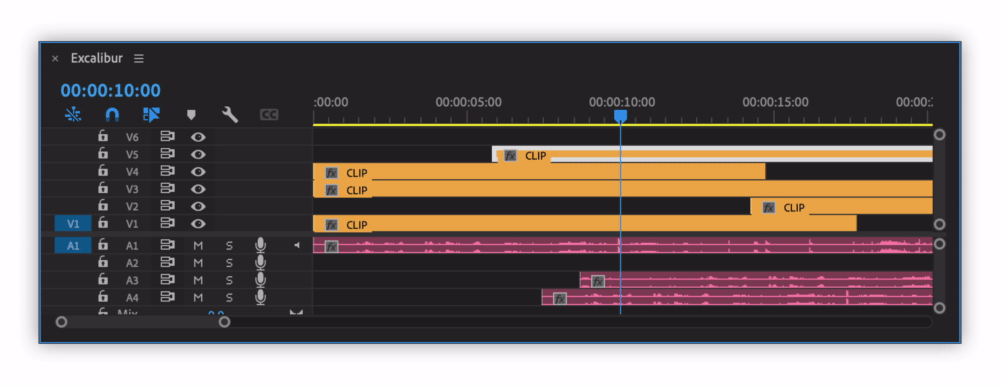 × Excalibur
00:00:10:00
:00:00 00:00:05:00 00:00:10:00 00:00:15:00 00:00:
CC
V6
V5 fx CLIP
V4 fx CLIP
V3 fx CLIP
V2 fx CLIP
V1 V1 fx CLIP
A1 A1 M S fx
A2 M S
A3 M S fx
A4 M S fx
Mix 0.0